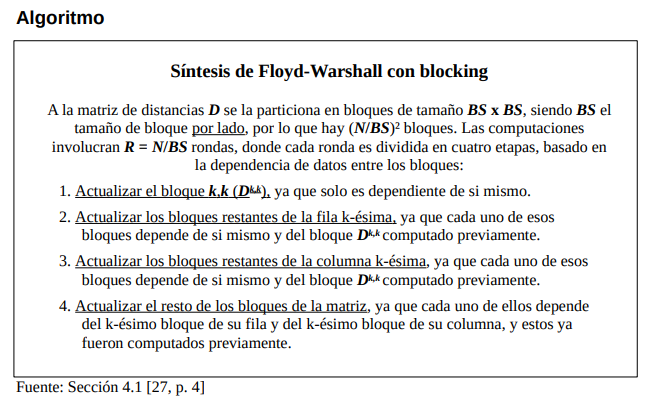 Algoritmo
Síntesis de Floyd-Warshall con blocking
A la matriz de distancias D se la particiona en bloques de tamaño BS x BS, siendo BS el
tamaño de bloque por lado, por lo que hay (N/BS)² bloques. Las computaciones
involucran R = N/BS rondas, donde cada ronda es dividida en cuatro etapas, basado en
la dependencia de datos entre los bloques:
1. Actualizar el bloque k,k (Dᵏ·ᵏ), ya que solo es dependiente de si mismo.
2. Actualizar los bloques restantes de la fila k-ésima, ya que cada uno de esos
bloques depende de si mismo y del bloque Dᵏ·ᵏ computado previamente.
3. Actualizar los bloques restantes de la columna k-ésima, ya que cada uno de esos
bloques depende de si mismo y del bloque Dᵏ·ᵏ computado previamente.
4. Actualizar el resto de los bloques de la matriz, ya que cada uno de ellos depende
del k-ésimo bloque de su fila y del k-ésimo bloque de su columna, y estos ya
fueron computados previamente.
Fuente: Sección 4.1 [27, p. 4]